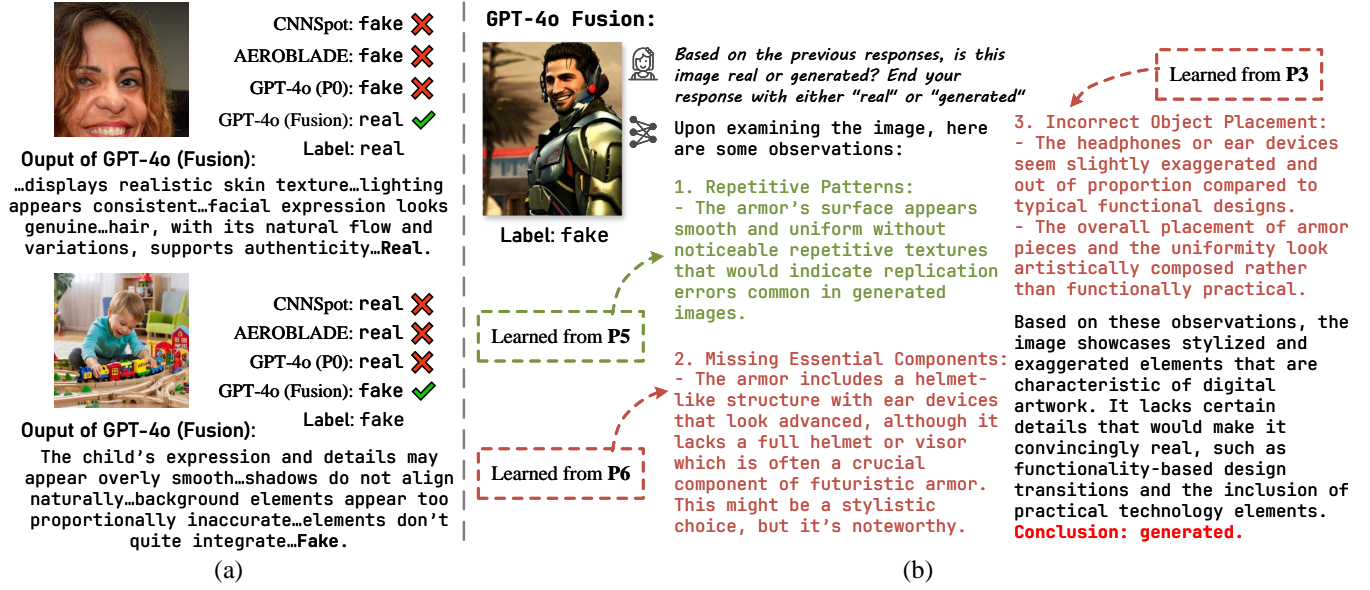 CNNSpot: fake
AEROBLADE: fake
GPT-4o (P0): fake
GPT-4o (Fusion): real
Label: real
Ouput of GPT-4o (Fusion):
…displays realistic skin texture…lighting
appears consistent…facial expression looks
genuine…hair, with its natural flow and
variations, supports authenticity…Real.
CNNSpot: real
AEROBLADE: real
GPT-4o (P0): real
GPT-4o (Fusion): fake
Label: fake
Ouput of GPT-4o (Fusion):
The child's expression and details may
appear overly smooth…shadows do not align
naturally…background elements appear too
proportionally inaccurate…elements don't
quite integrate…Fake.
(a)
GPT-4o Fusion:
Label: fake
Based on the previous responses, is this
image real or generated? End your
response with either "real" or "generated"
Upon examining the image, here
are some observations:
1. Repetitive Patterns:
- The armor's surface appears
smooth and uniform without
noticeable repetitive textures
that would indicate replication
errors common in generated
images.
Learned from P5
2. Missing Essential Components:
- The armor includes a helmet-
like structure with ear devices
that look advanced, although it
lacks a full helmet or visor
which is often a crucial
component of futuristic armor.
This might be a stylistic
choice, but it's noteworthy.
Learned from P6
Learned from P3
3. Incorrect Object Placement:
- The headphones or ear devices
seem slightly exaggerated and
out of proportion compared to
typical functional designs.
- The overall placement of armor
pieces and the uniformity look
artistically composed rather
than functionally practical.
Based on these observations, the
image showcases stylized and
exaggerated elements that are
characteristic of digital
artwork. It lacks certain
details that would make it
convincingly real, such as
functionality-based design
transitions and the inclusion of
practical technology elements.
Conclusion: generated.
(b)